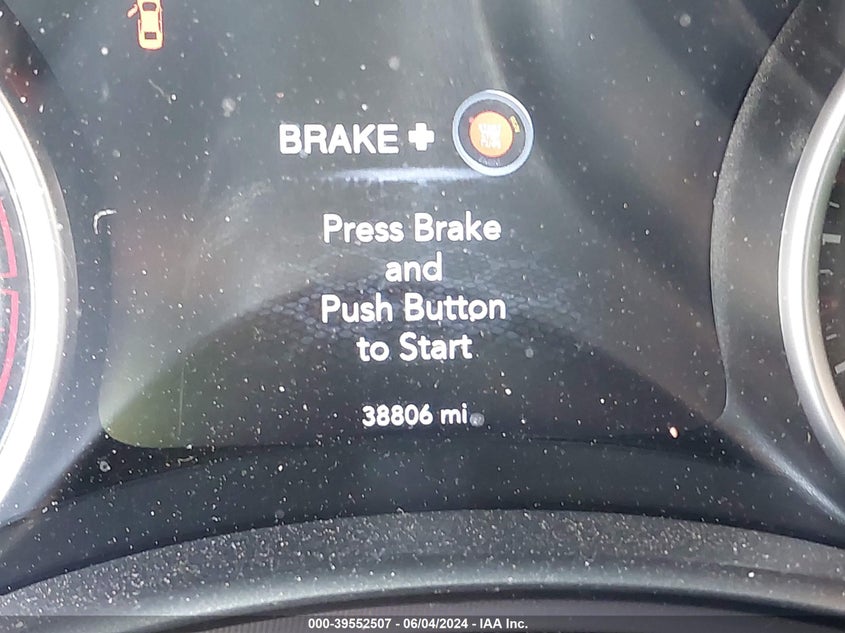 BRAKE +
Press Brake
and
Push Button
to Start
38806 mi
000-39552507 - 06/04/2024 - IAA Inc.